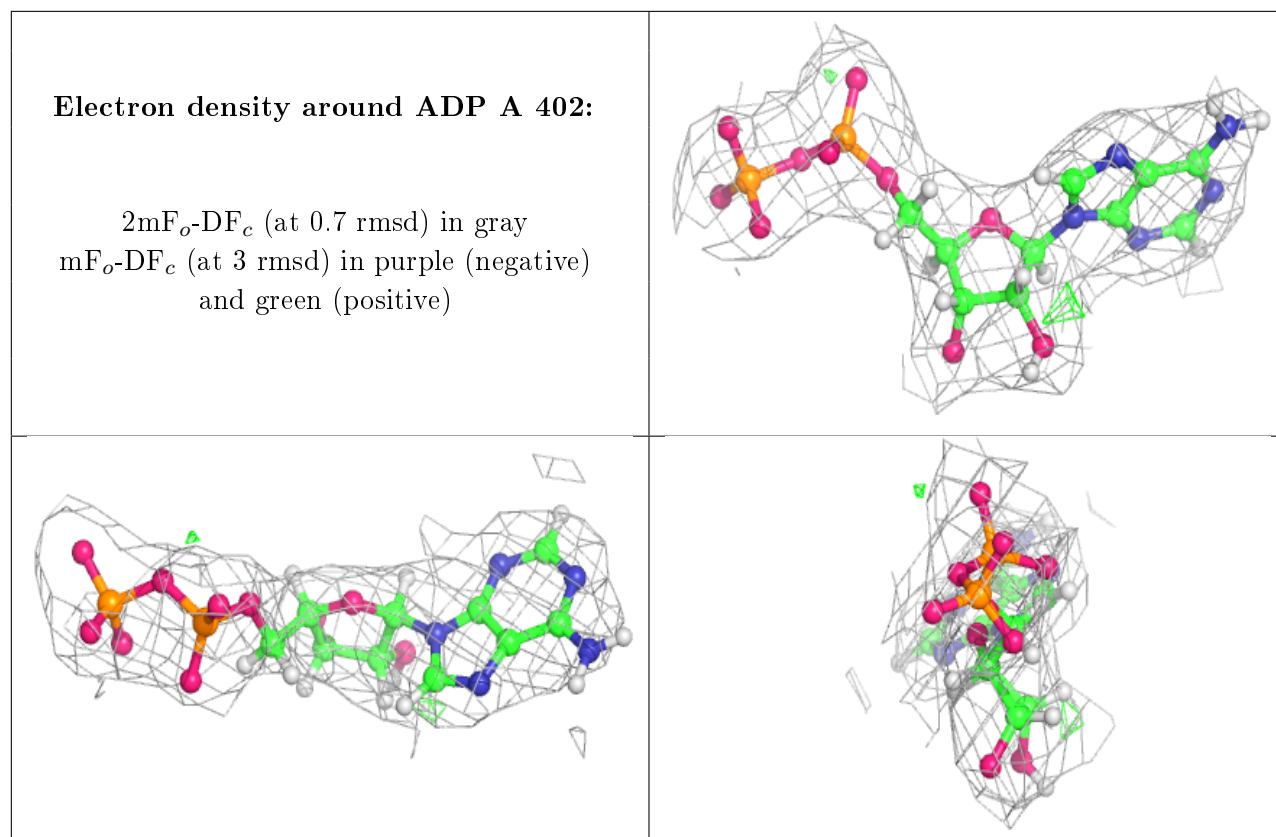 Electron density around ADP A 402:
2mFo-DFc (at 0.7 rmsd) in gray
mFo-DFc (at 3 rmsd) in purple (negative)
and green (positive)